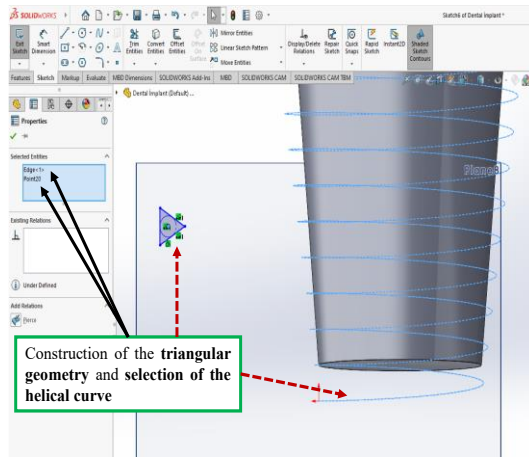 SOLIDWORKS
Sketch6 of Dental implant *
Exit Sketch
Smart Dimension
Trim Entities
Convert Entities
Offset Entities
Offset On Surface
Mirror Entities
Linear Sketch Pattern
Move Entities
Display/Delete Relations
Repair Sketch
Quick Snaps
Rapid Sketch
Instant2D
Shaded Sketch Contours
Features Sketch Markup Evaluate MBD Dimensions SOLIDWORKS Add-Ins MBD SOLIDWORKS CAM SOLIDWORKS CAM TBM
Dental Implant (Default) ...
Properties
Selected Entities
Edge<1>
Point20
Existing Relations
Under Defined
Add Relations
Pierce
Construction of the triangular
geometry and selection of the
helical curve